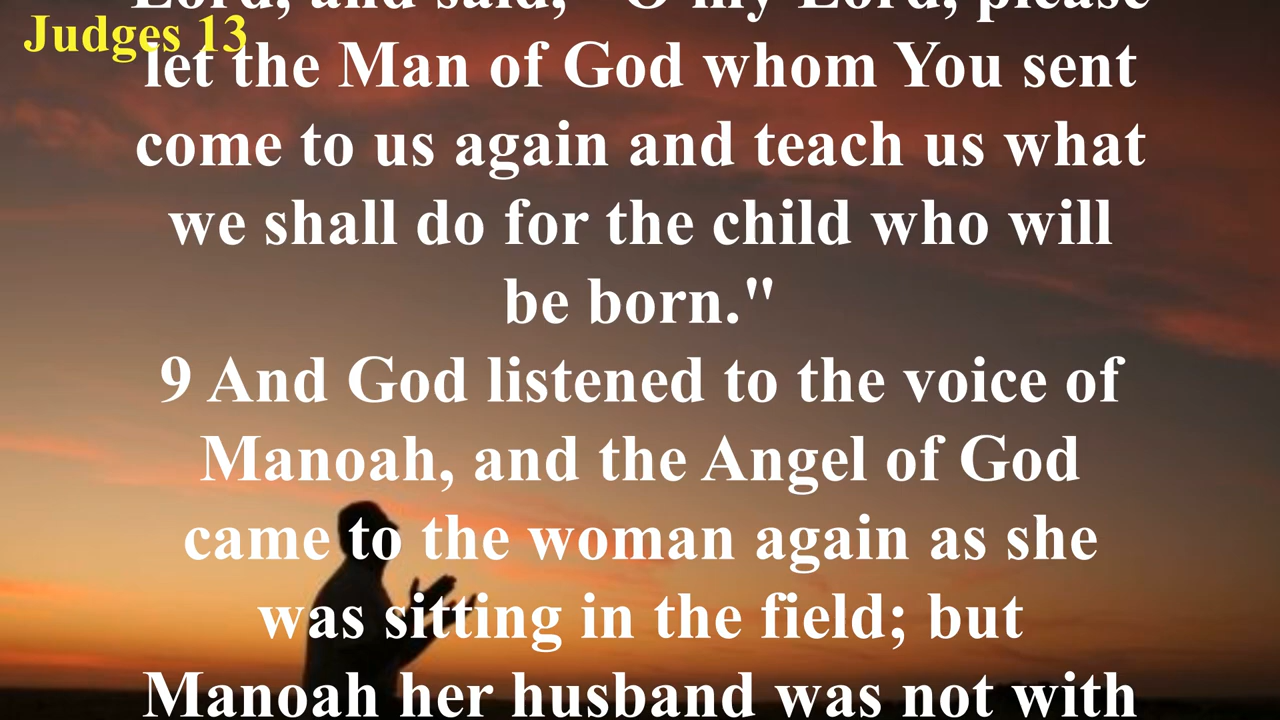 Lord, and said, "O my Lord, please
Judges 13
let the Man of God whom You sent
come to us again and teach us what
we shall do for the child who will
be born."
9 And God listened to the voice of
Manoah, and the Angel of God
came to the woman again as she
was sitting in the field; but
Manoah her husband was not with